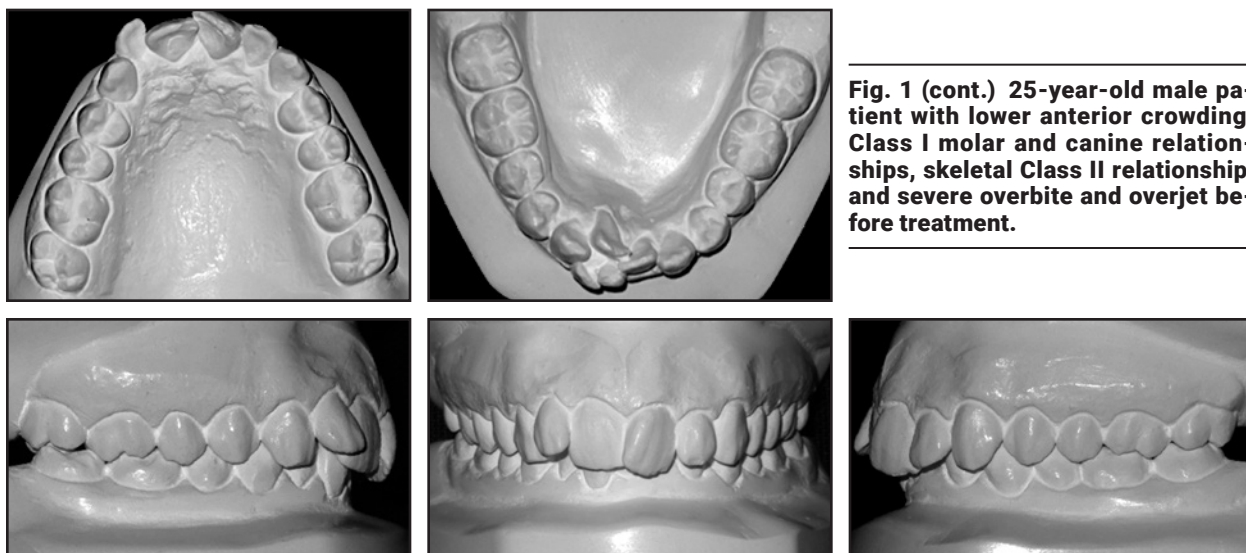 Fig. 1 (cont.) 25-year-old male pa-
tient with lower anterior crowding
Class I molar and canine relation-
ships, skeletal Class II relationship
and severe overbite and overjet be-
fore treatment.